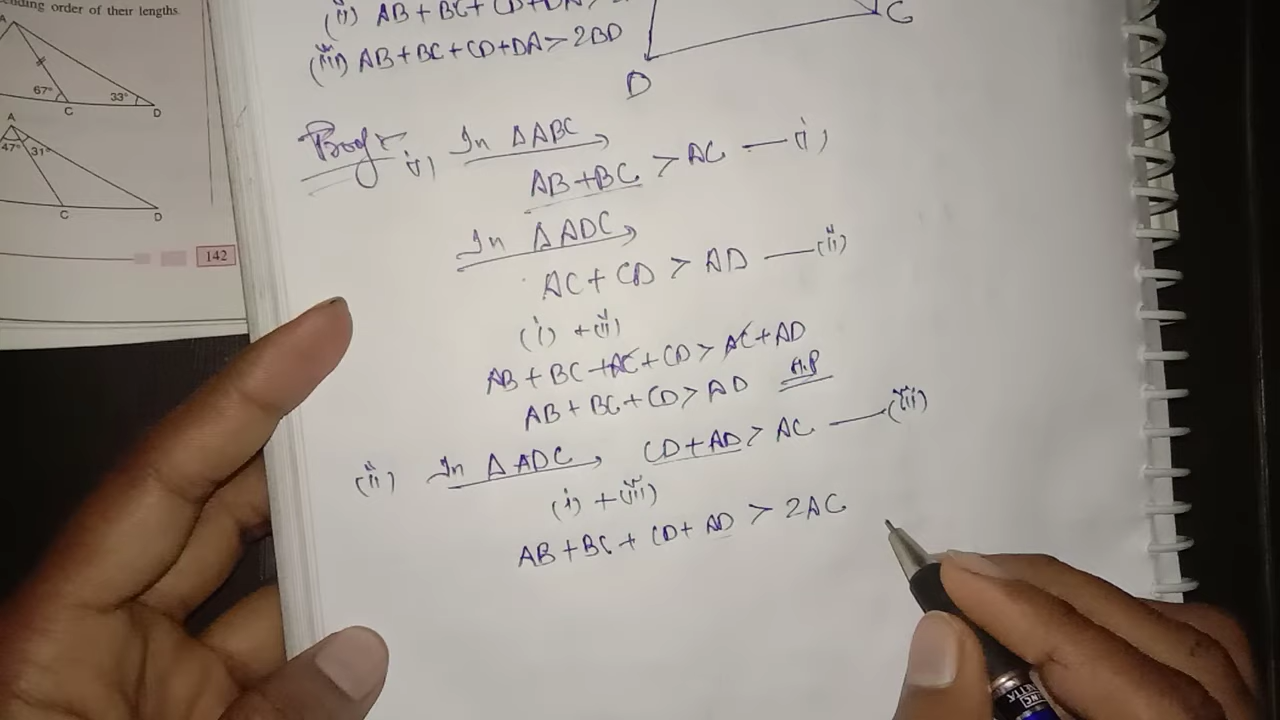 ending order of their lengths.
A
67°
33°
C
D
A
47°
31°
C
D
142
(ii) AB+BC+CD+DA>
(iii) AB+BC+CD+DA>2BD
C
D
Proof:- i) In ΔABC,
AB+BC > AC —(i)
In ΔADC,
AC+CD > AD —(ii)
(i) +(ii)
AB+BC+AC+CD> AC+AD
AB+BC+CD>AD H.P
(ii) In ΔADC, CD+AD> AC —(iii)
(i) +(iii)
AB+BC+CD+AD > 2AC